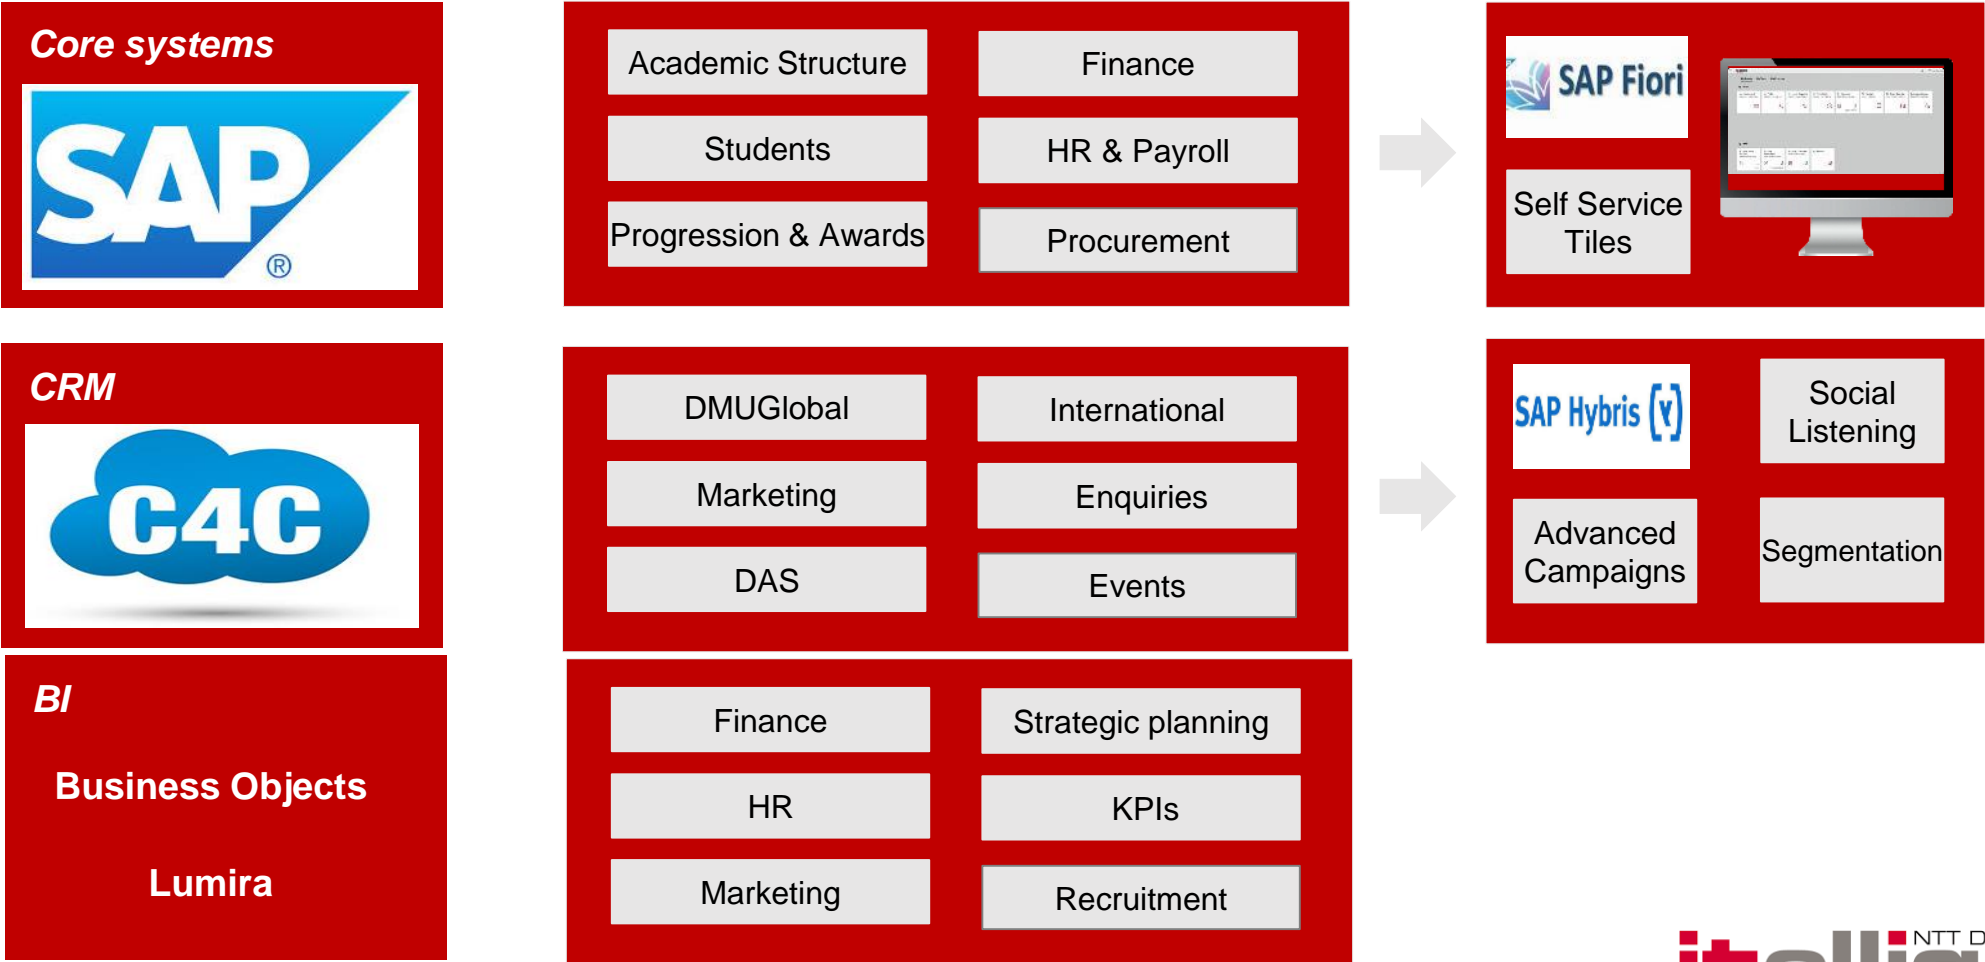 Core systems
SAP
®
Academic Structure
Finance
Students
HR & Payroll
Progression & Awards
Procurement
SAP Fiori
Self Service
Tiles
CRM
C4C
DMUGlobal
International
Marketing
Enquiries
DAS
Events
SAP Hybris (Y)
Social
Listening
Advanced
Campaigns
Segmentation
BI
Business Objects
Lumira
Finance
Strategic planning
HR
KPIs
Marketing
Recruitment
NTT D